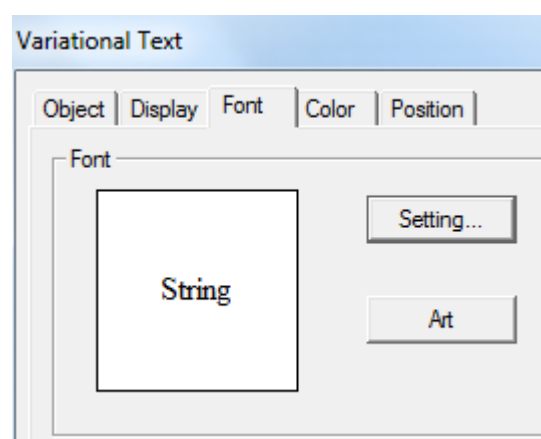 Variational Text
Object Display Font Color Position
Font
Setting...
String
Art